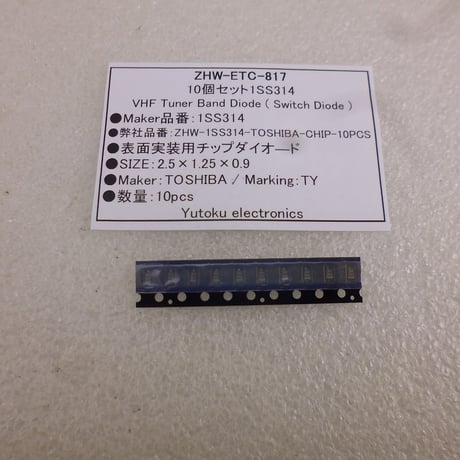 ZHW-ETC-817
10個セット1SS314
VHF Tuner Band Diode ( Switch Diode )
●Maker品番:1SS314
●弊社品番:ZHW-1SS314-TOSHIBA-CHIP-10PCS
●表面実装用チップダイオード
●SIZE:2.5×1.25×0.9
●Maker:TOSHIBA / Marking:TY
●数量:10pcs
Yutoku electronics